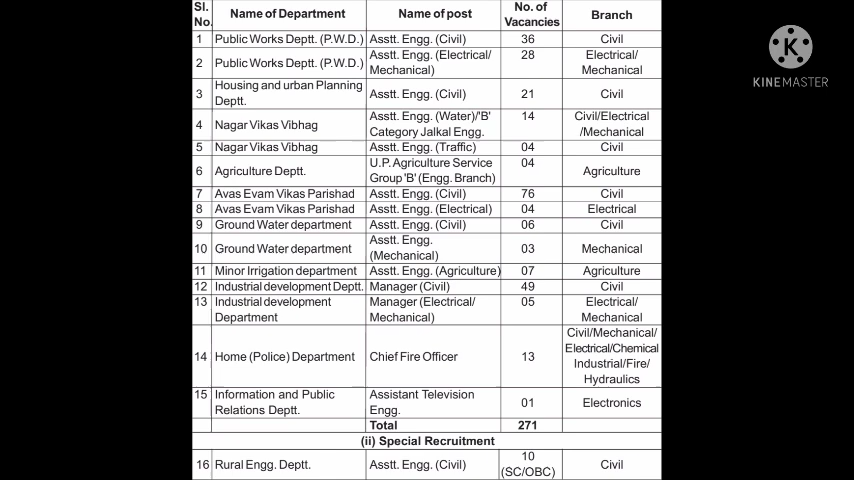 Sl. No. Name of Department Name of post No. of Vacancies Branch
1 Public Works Deptt. (P.W.D.) Asstt. Engg. (Civil) 36 Civil
2 Public Works Deptt. (P.W.D.) Asstt. Engg. (Electrical/ Mechanical) 28 Electrical/ Mechanical
3 Housing and urban Planning Deptt. Asstt. Engg. (Civil) 21 Civil
4 Nagar Vikas Vibhag Asstt. Engg. (Water)/'B' Category Jalkal Engg. 14 Civil/Electrical /Mechanical
5 Nagar Vikas Vibhag Asstt. Engg. (Traffic) 04 Civil
6 Agriculture Deptt. U.P. Agriculture Service Group 'B' (Engg. Branch) 04 Agriculture
7 Avas Evam Vikas Parishad Asstt. Engg. (Civil) 76 Civil
8 Avas Evam Vikas Parishad Asstt. Engg. (Electrical) 04 Electrical
9 Ground Water department Asstt. Engg. (Civil) 06 Civil
10 Ground Water department Asstt. Engg. (Mechanical) 03 Mechanical
11 Minor Irrigation department Asstt. Engg. (Agriculture) 07 Agriculture
12 Industrial development Deptt. Manager (Civil) 49 Civil
13 Industrial development Department Manager (Electrical/ Mechanical) 05 Electrical/ Mechanical
14 Home (Police) Department Chief Fire Officer 13 Civil/Mechanical/ Electrical/Chemical Industrial/Fire/ Hydraulics
15 Information and Public Relations Deptt. Assistant Television Engg. 01 Electronics
Total 271
(ii) Special Recruitment
16 Rural Engg. Deptt. Asstt. Engg. (Civil) 10 (SC/OBC) Civil
K
KINEMASTER